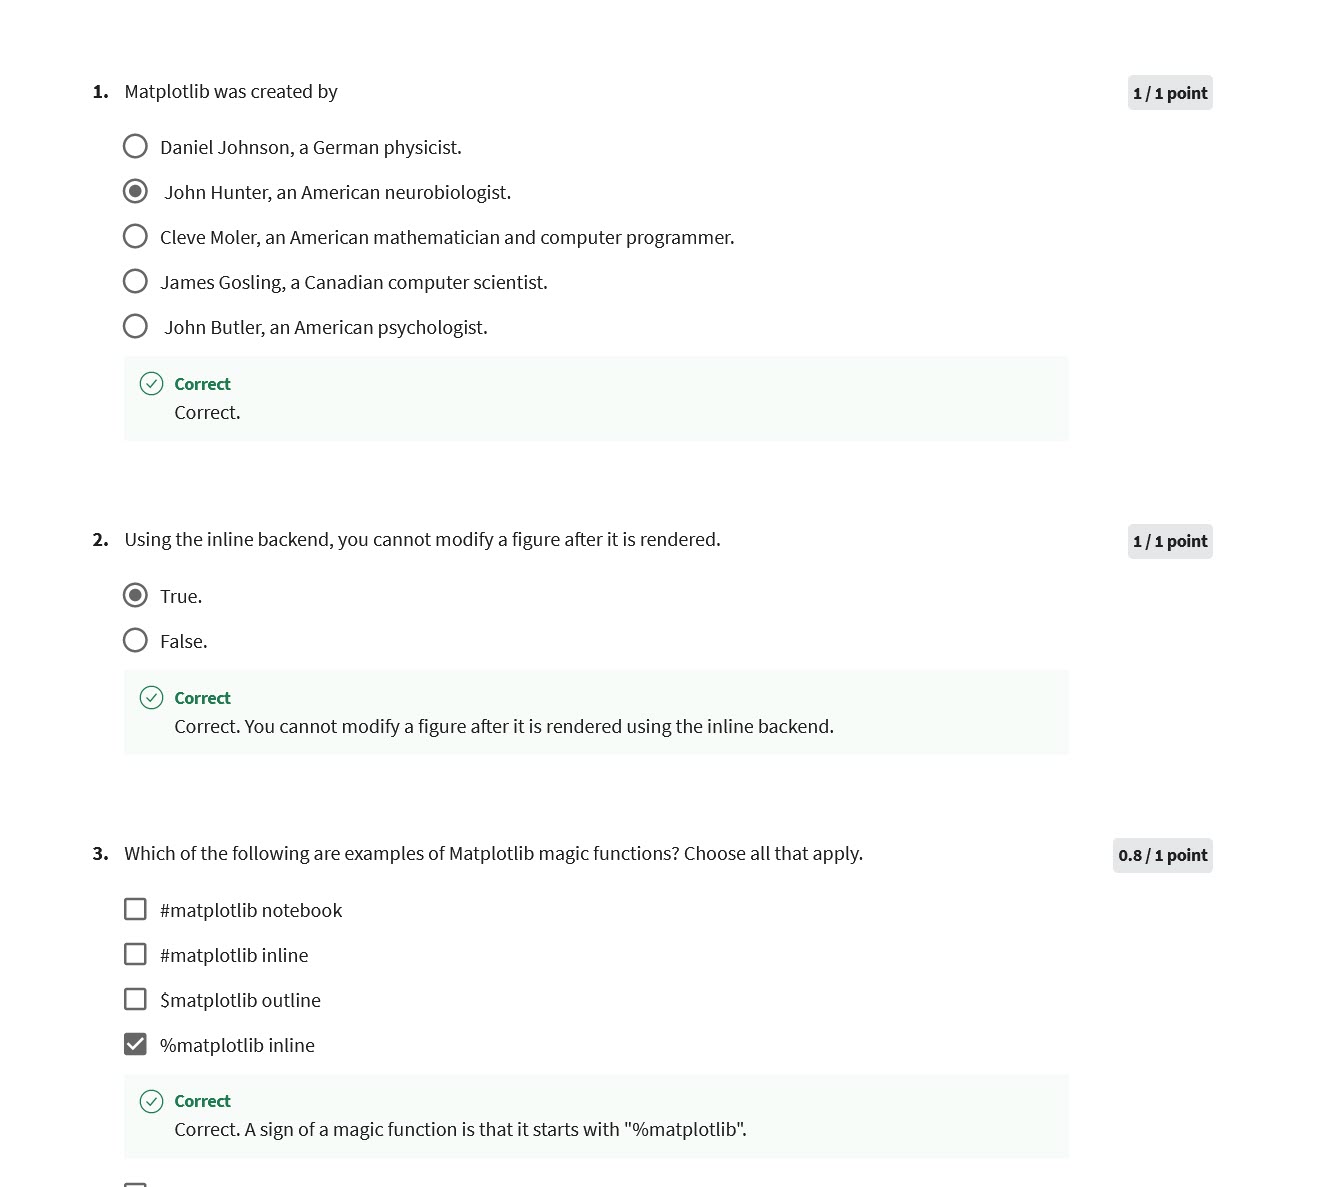 1. Matplotlib was created by
1 / 1 point
Daniel Johnson, a German physicist.
John Hunter, an American neurobiologist.
Cleve Moler, an American mathematician and computer programmer.
James Gosling, a Canadian computer scientist.
John Butler, an American psychologist.
Correct
Correct.
2. Using the inline backend, you cannot modify a figure after it is rendered.
1 / 1 point
True.
False.
Correct
Correct. You cannot modify a figure after it is rendered using the inline backend.
3. Which of the following are examples of Matplotlib magic functions? Choose all that apply.
0.8 / 1 point
#matplotlib notebook
#matplotlib inline
$matplotlib outline
%matplotlib inline
Correct
Correct. A sign of a magic function is that it starts with "%matplotlib".